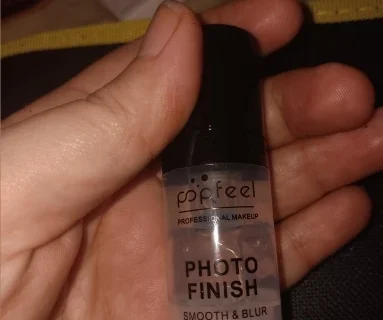 popfeel
PROFESSIONAL MAKEUP
PHOTO
FINISH
SMOOTH & BLUR